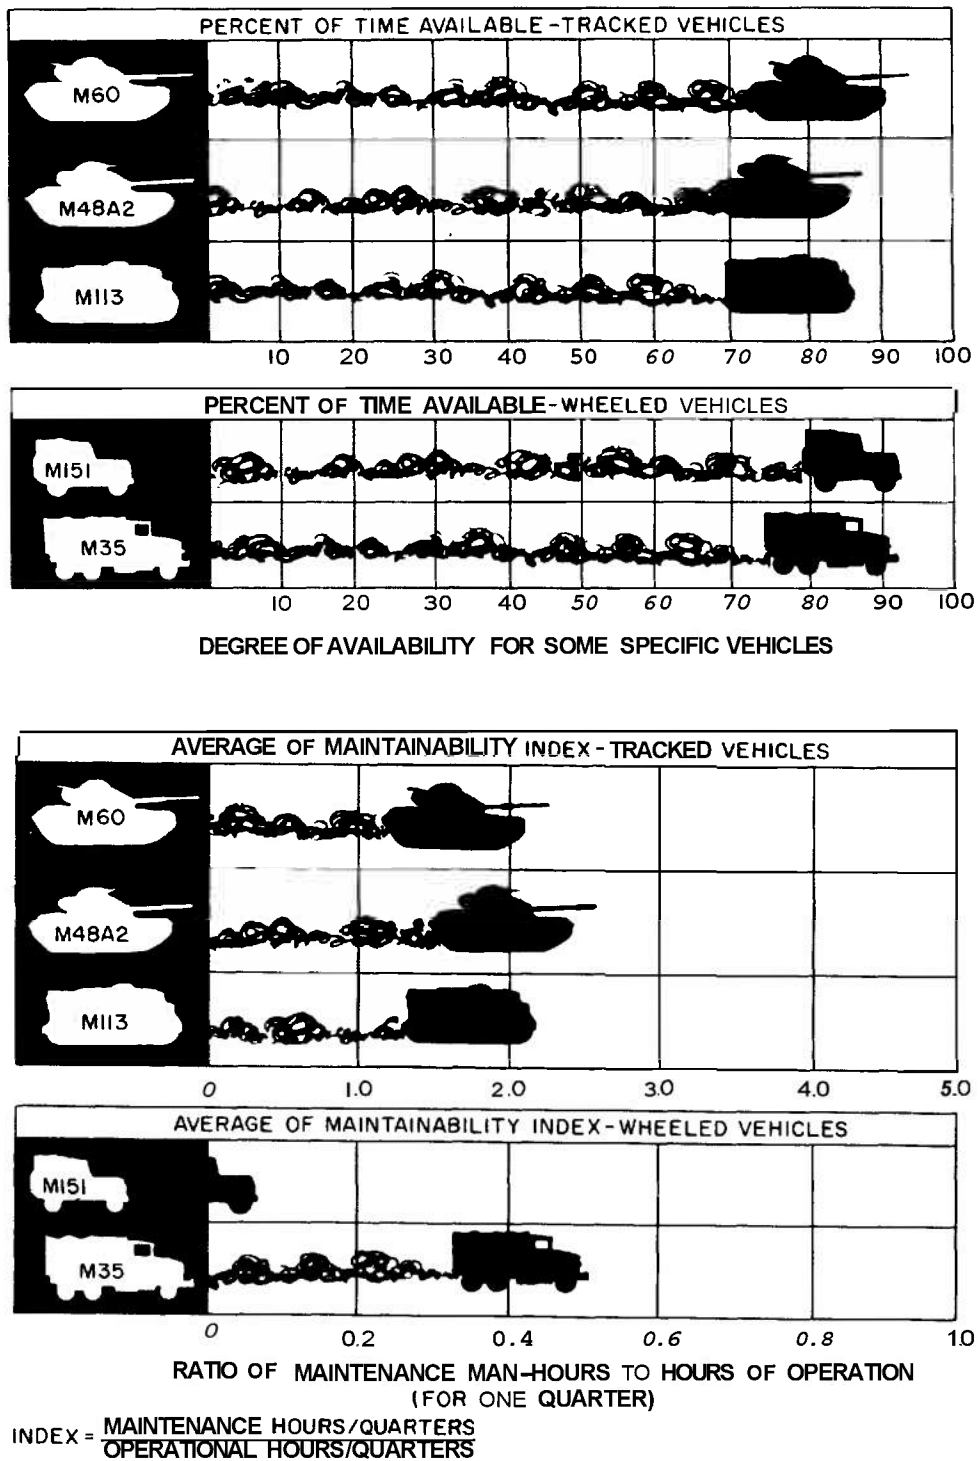 PERCENT OF TIME AVAILABLE-TRACKED VEHICLES
M60
M48A2
M113
10 20 30 40 50 60 70 80 90 100
PERCENT OF TIME AVAILABLE-WHEELED VEHICLES
M151
M35
10 20 30 40 50 60 70 80 90 100
DEGREE OF AVAILABILITY FOR SOME SPECIFIC VEHICLES
AVERAGE OF MAINTAINABILITY INDEX-TRACKED VEHICLES
M60
M48A2
M113
0 1.0 2.0 3.0 4.0 5.0
AVERAGE OF MAINTAINABILITY INDEX-WHEELED VEHICLES
M151
M35
0 0.2 0.4 0.6 0.8 1.0
RATIO OF MAINTENANCE MAN-HOURS TO HOURS OF OPERATION
(FOR ONE QUARTER)
INDEX = MAINTENANCE HOURS/QUARTERS
OPERATIONAL HOURS/QUARTERS